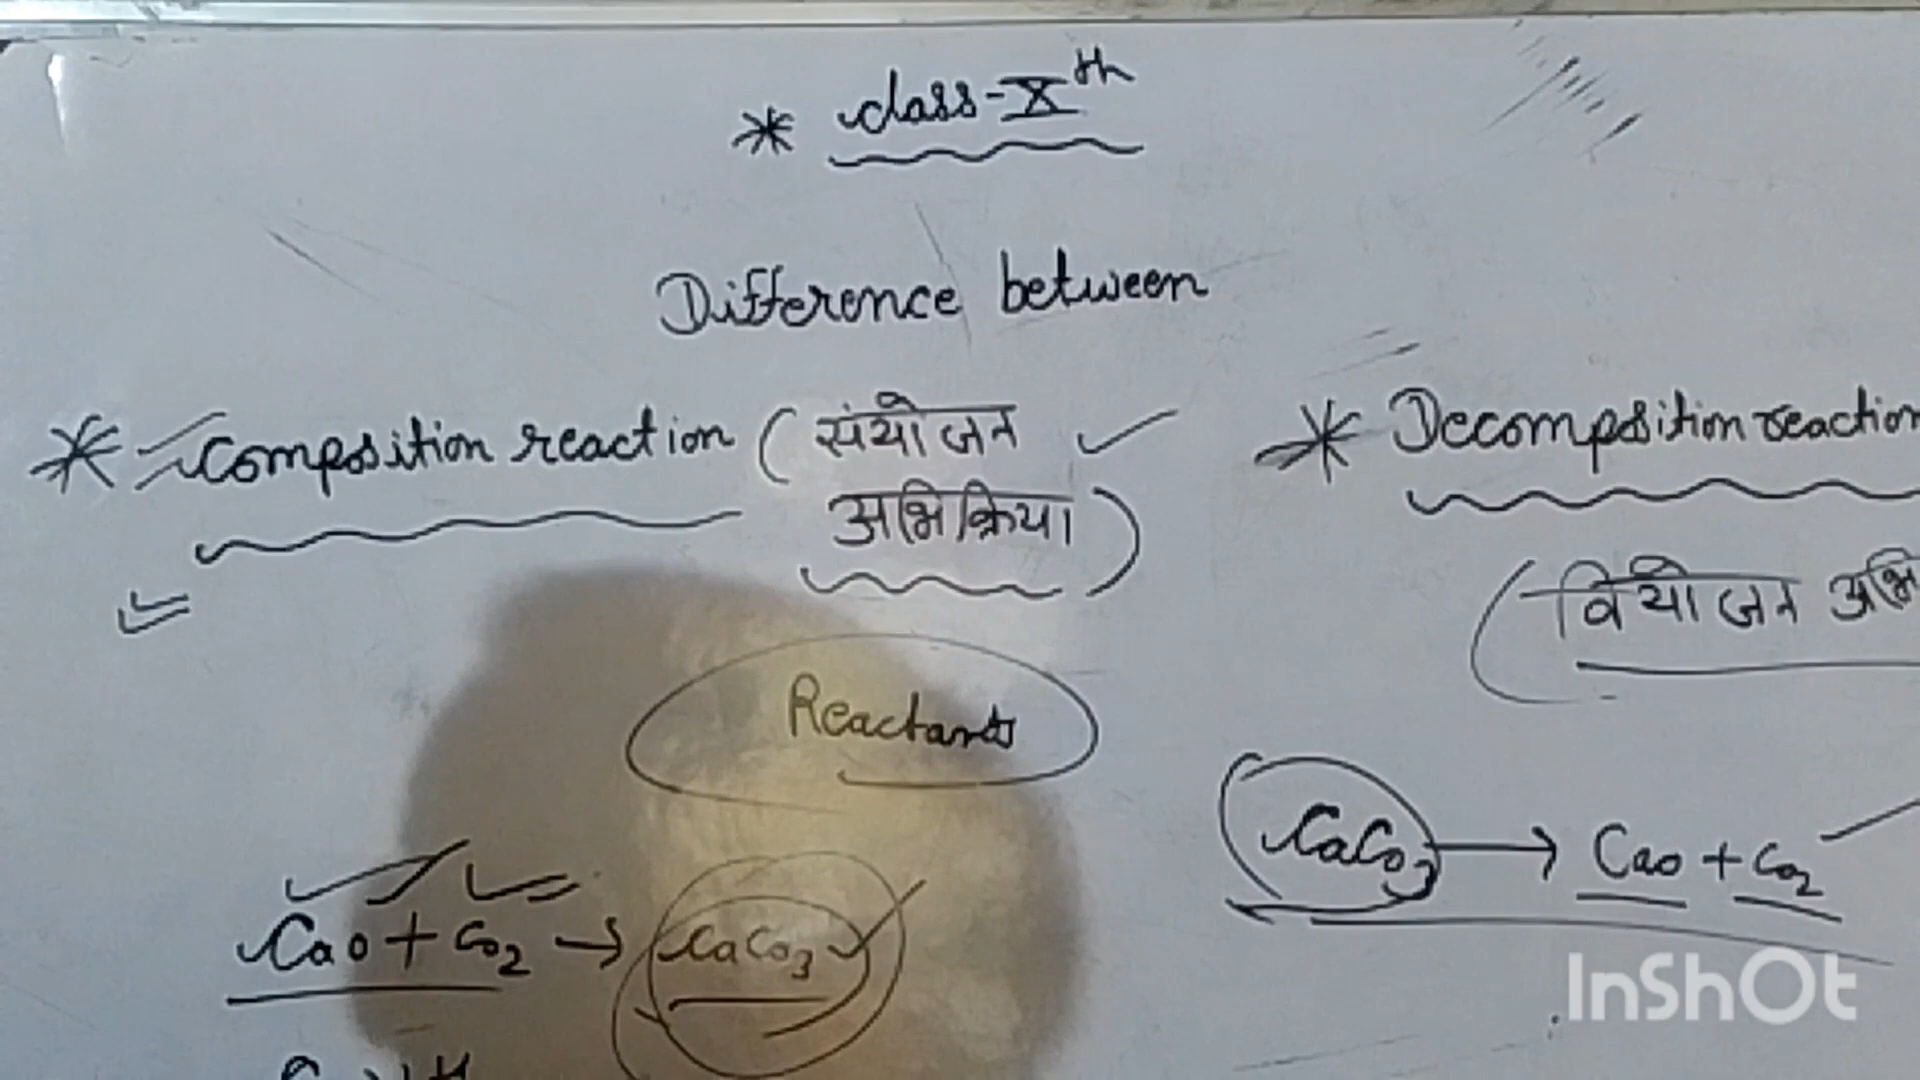 * class-Xth
Difference between
* Composition reaction (संयोजन
अभिक्रिया)
* Decomposition reaction
(वियोजन अभि
Reactants
CaCo3 → Cao + Co2
Cao + Co2 → CaCo3
InShOt